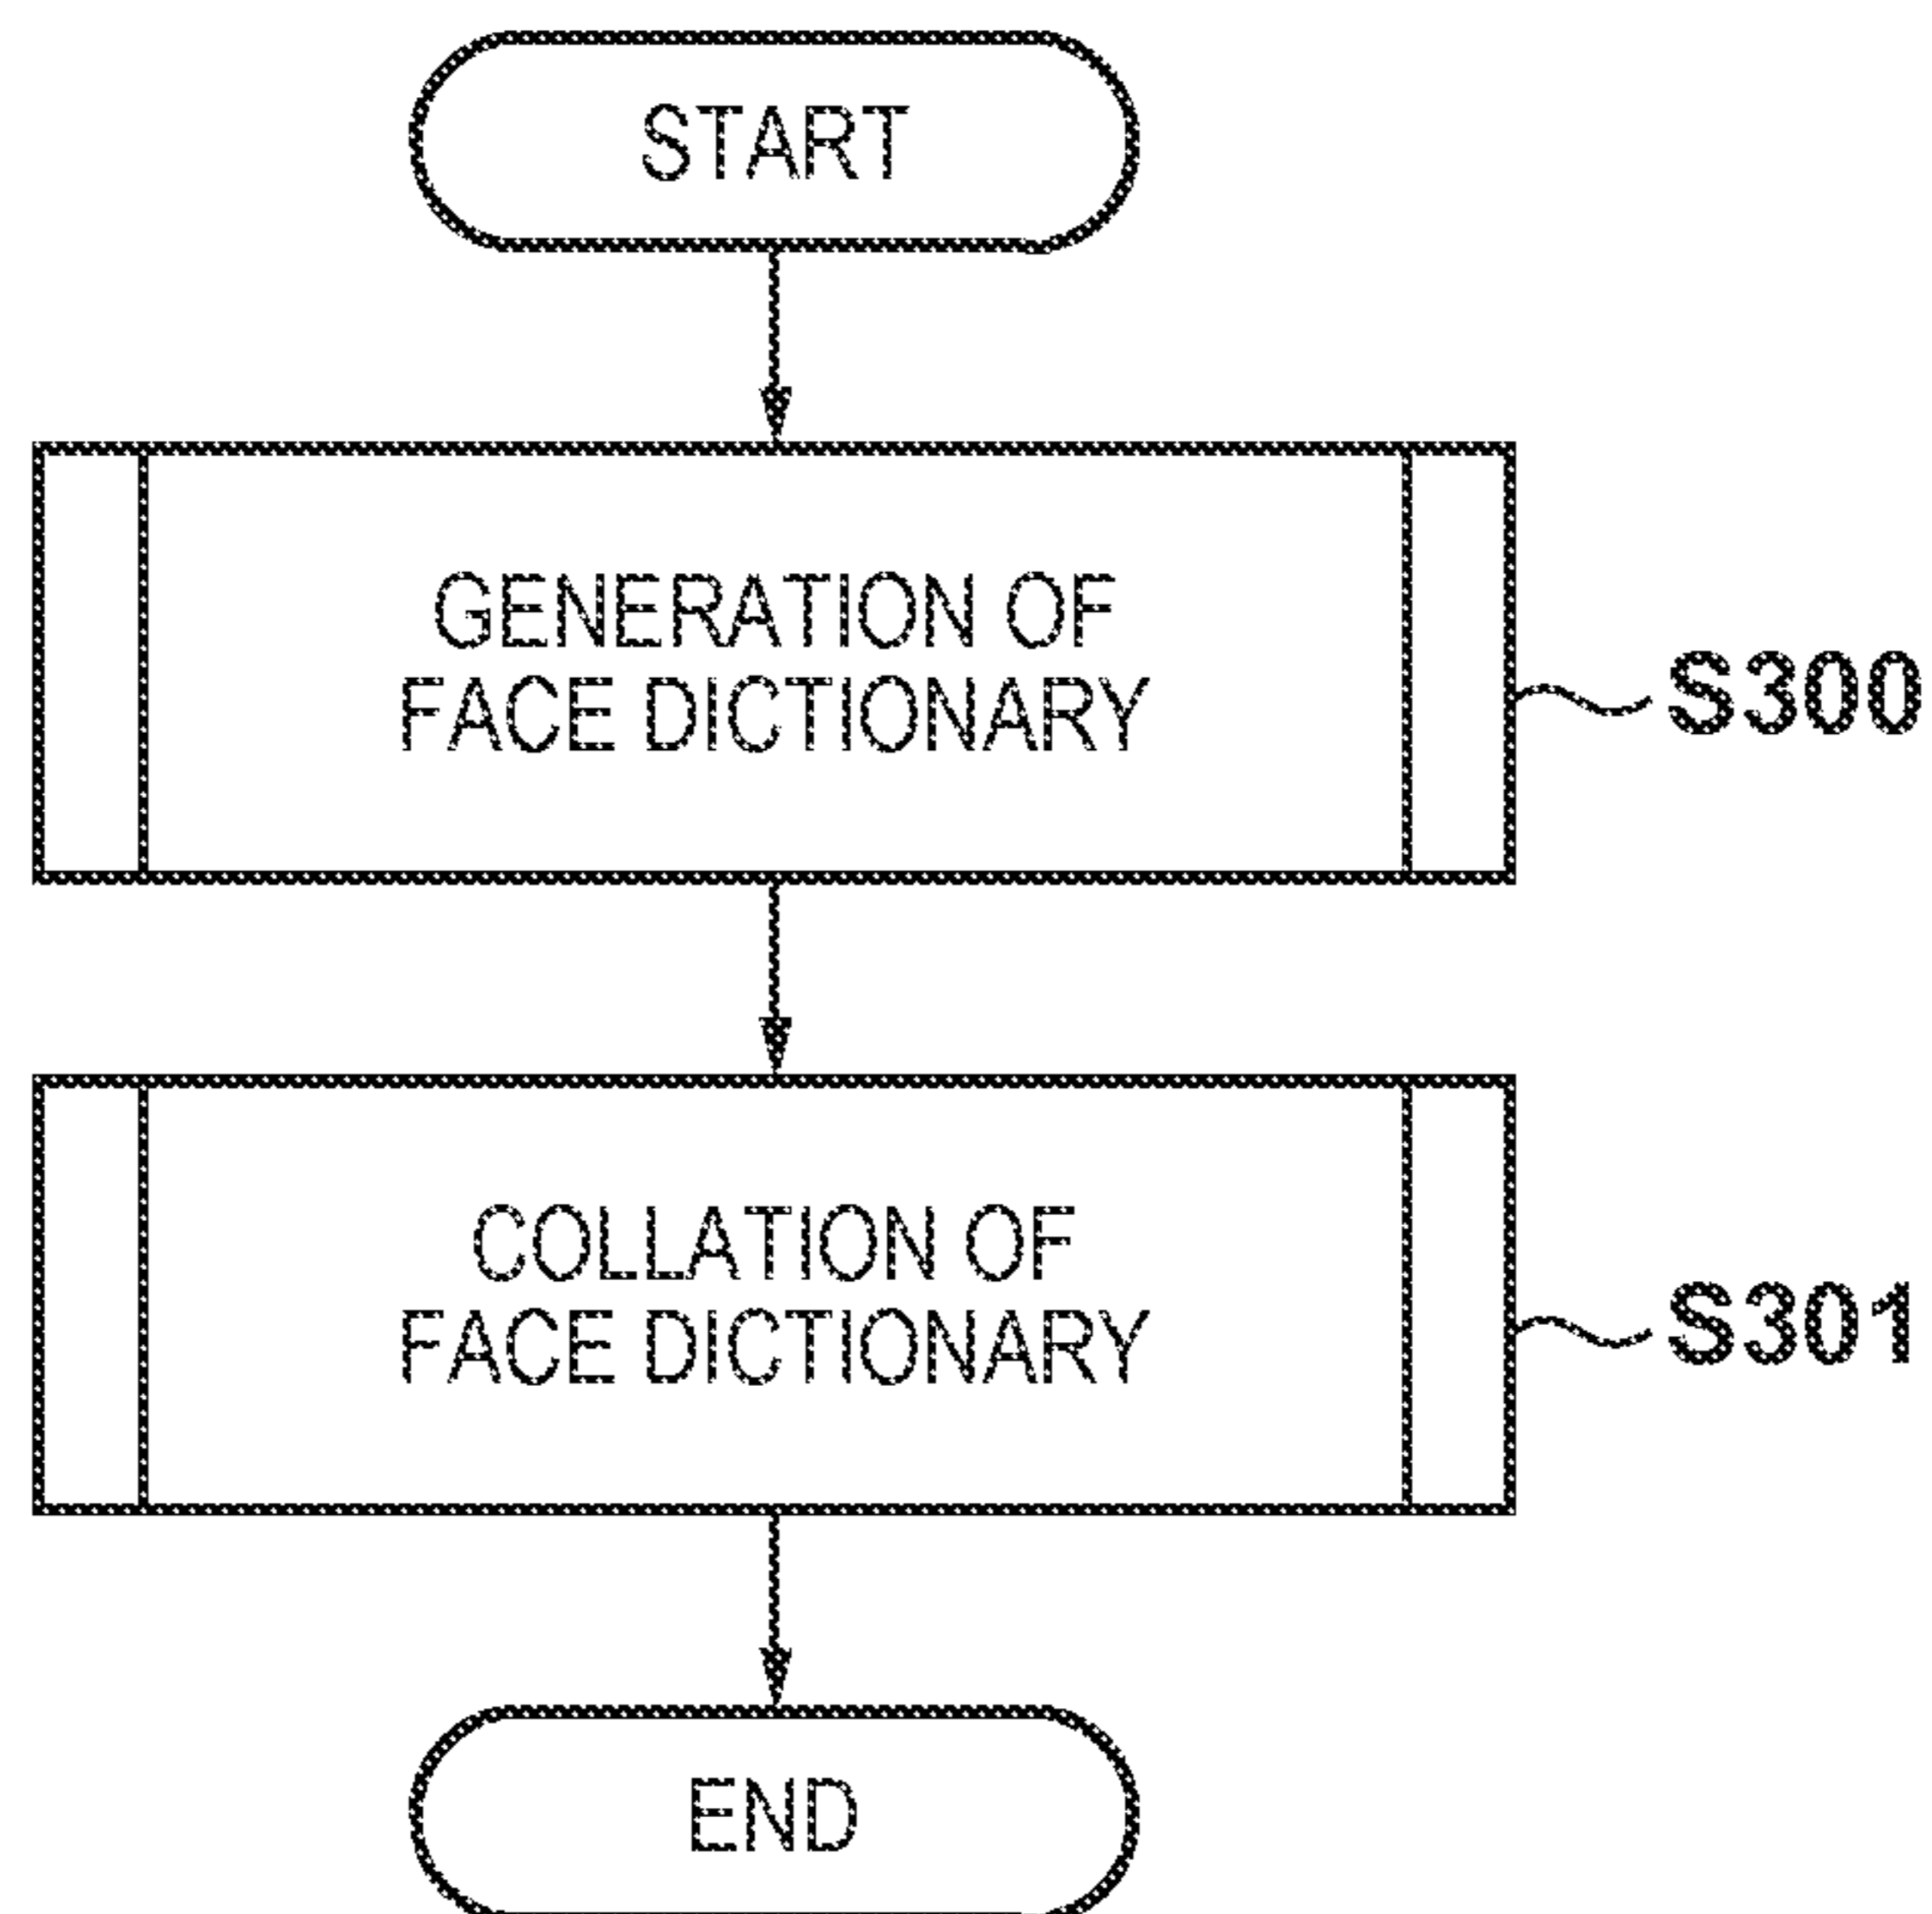 START
GENERATION OF
FACE DICTIONARY
S300
COLLATION OF
FACE DICTIONARY
S301
END